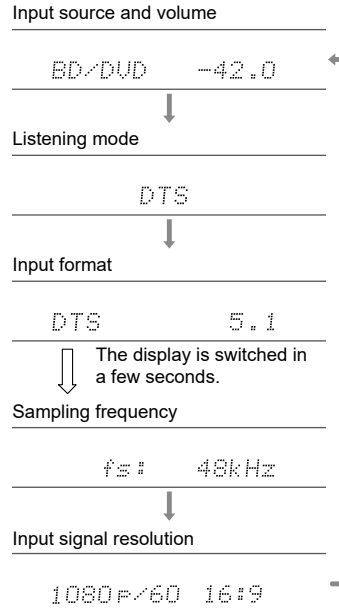 Input source and volume
BD/DVD -42.0
Listening mode
DTS
Input format
DTS 5.1
The display is switched in
a few seconds.
Sampling frequency
fs: 48kHz
Input signal resolution
1080p/60 16:9